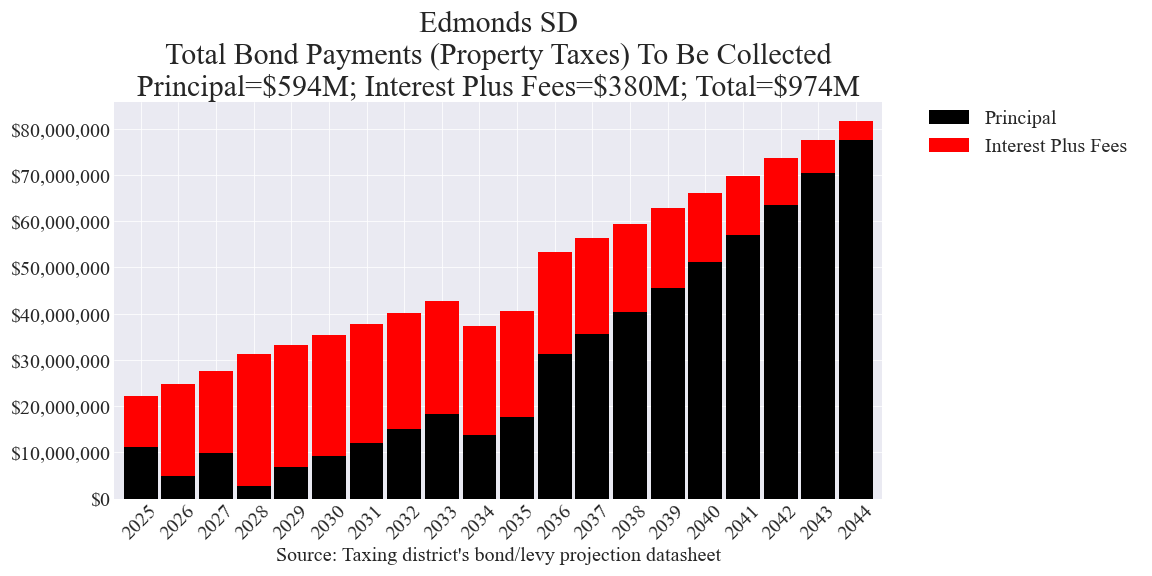 Edmonds SD
Total Bond Payments (Property Taxes) To Be Collected
Principal=$594M; Interest Plus Fees=$380M; Total=$974M
Principal
Interest Plus Fees
$80,000,000
$70,000,000
$60,000,000
$50,000,000
$40,000,000
$30,000,000
$20,000,000
$10,000,000
$0
2025 2026 2027 2028 2029 2030 2031 2032 2033 2034 2035 2036 2037 2038 2039 2040 2041 2042 2043 2044
Source: Taxing district's bond/levy projection datasheet